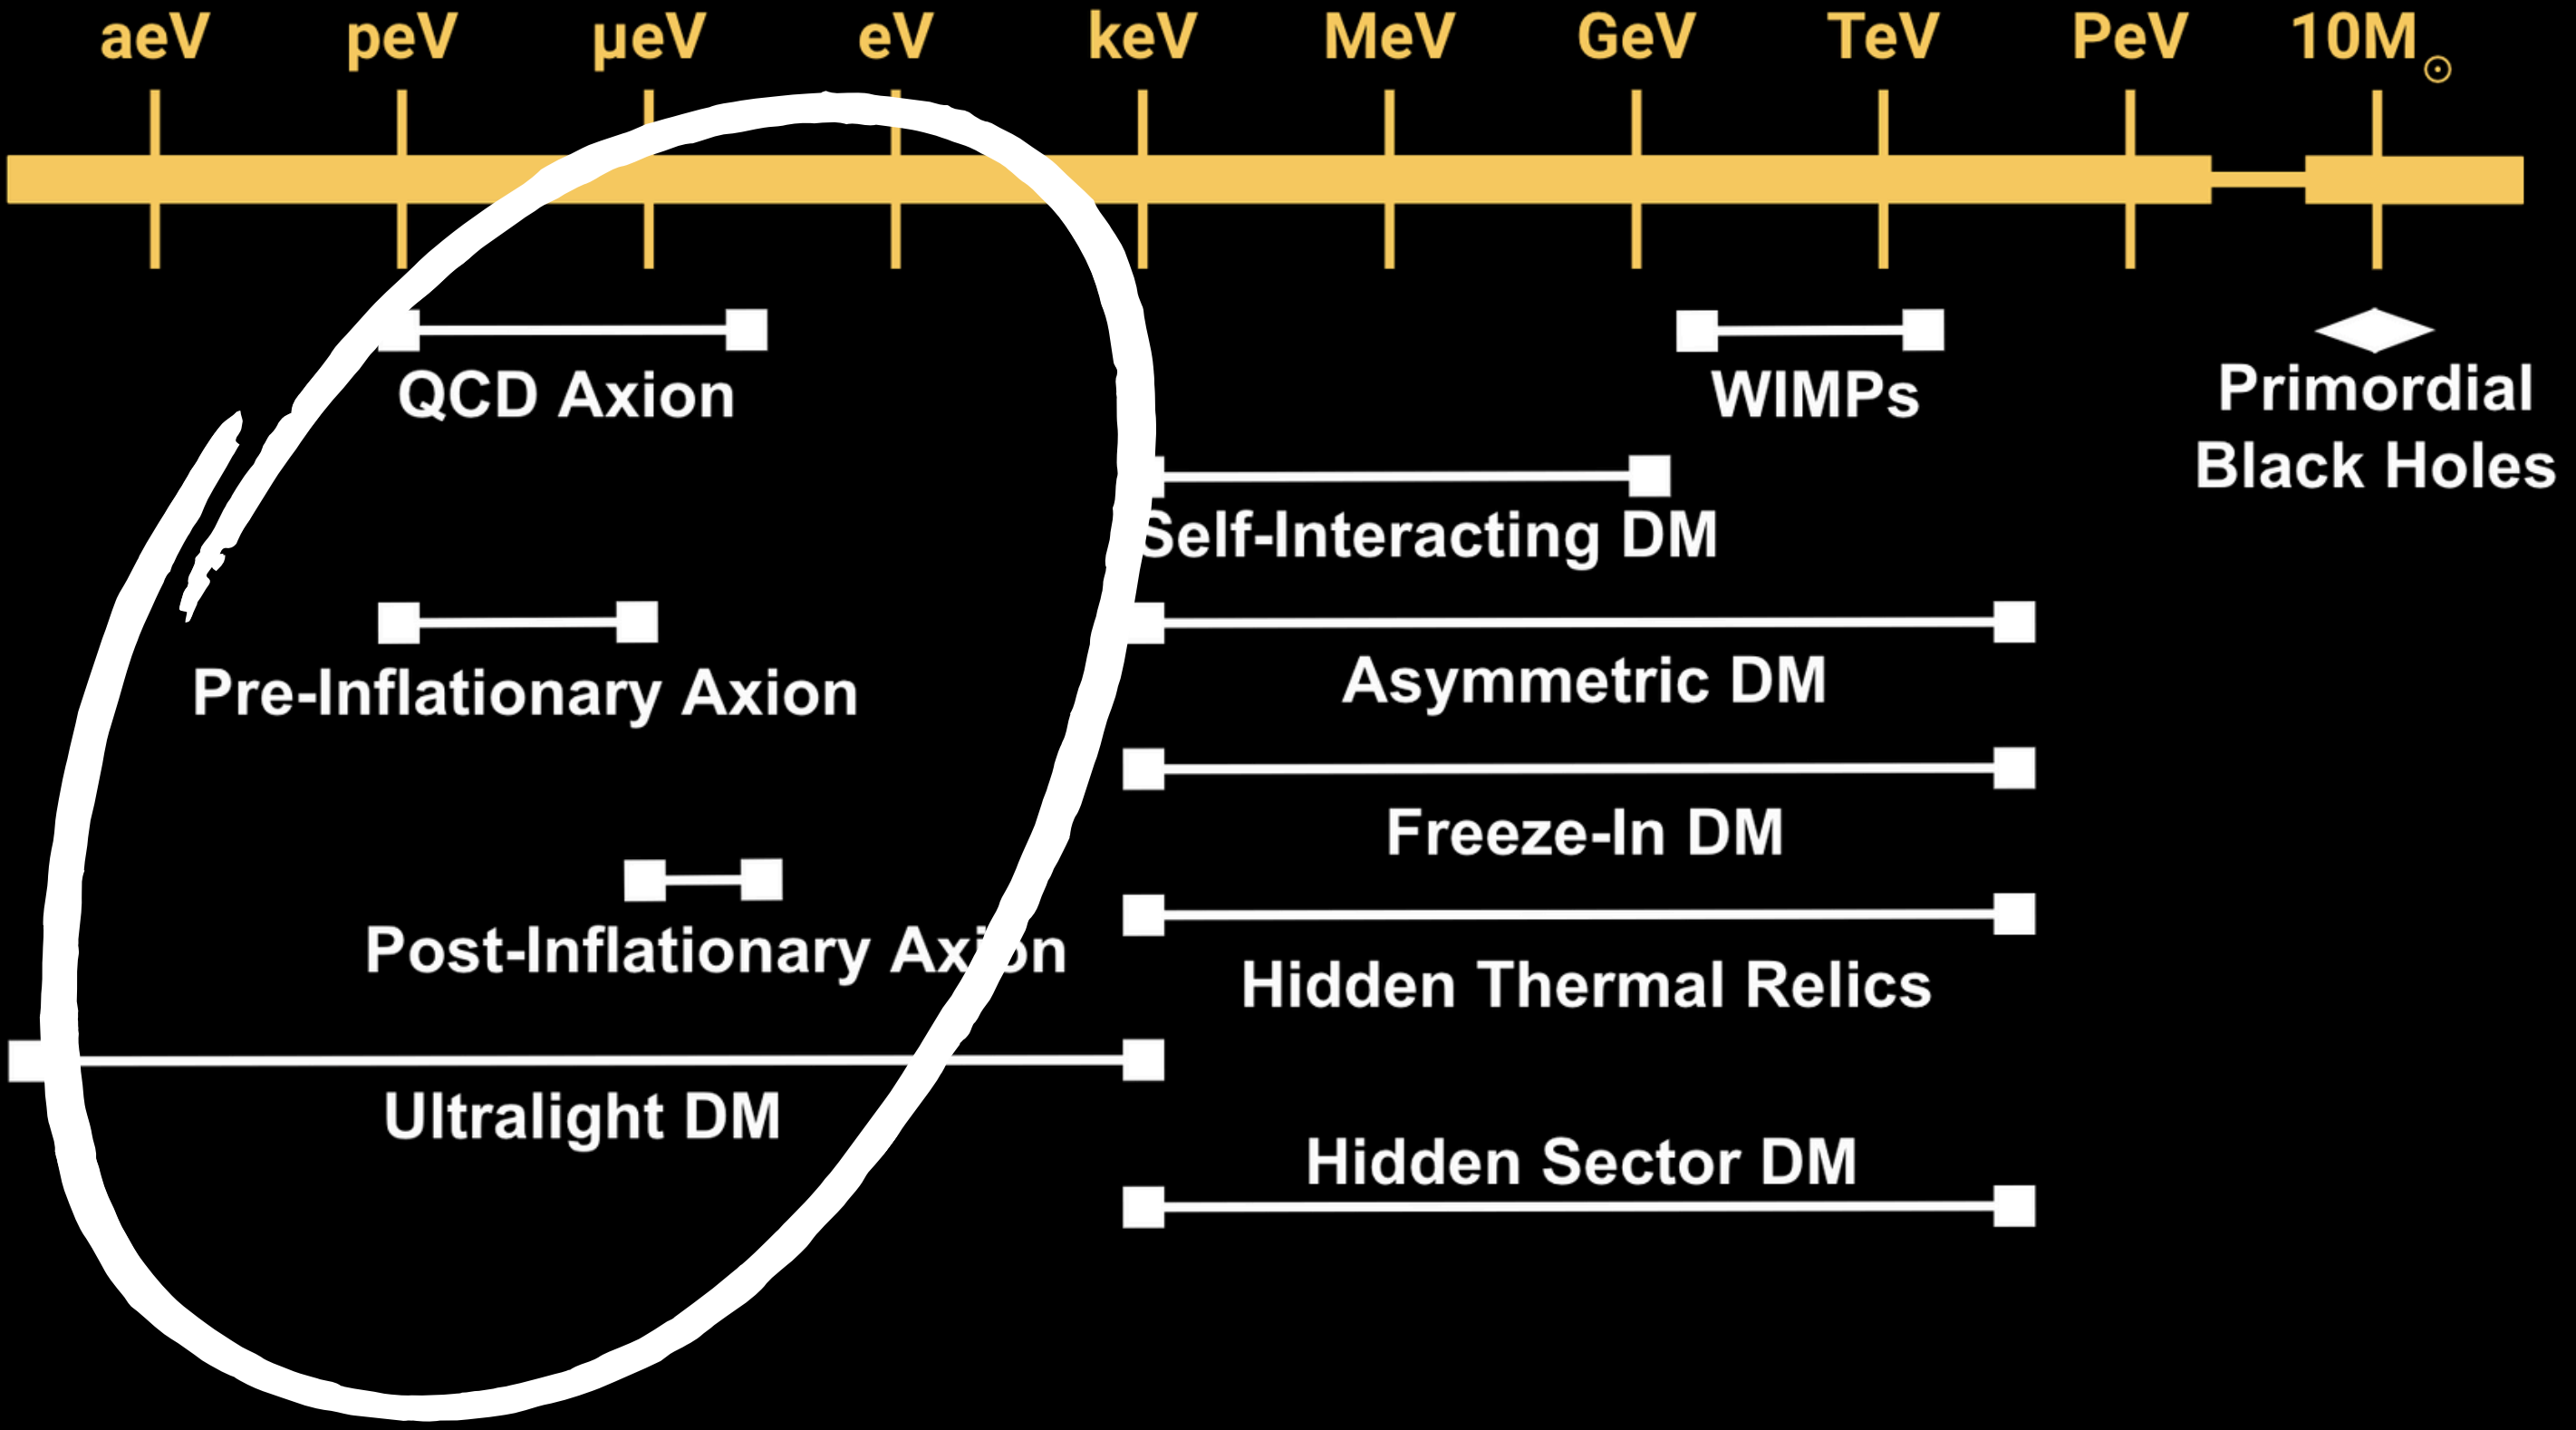 aeV peV µeV eV keV MeV GeV TeV PeV 10M☉
QCD Axion
WIMPs
Primordial
Black Holes
Self-Interacting DM
Pre-Inflationary Axion
Asymmetric DM
Freeze-In DM
Post-Inflationary Axion
Hidden Thermal Relics
Ultralight DM
Hidden Sector DM